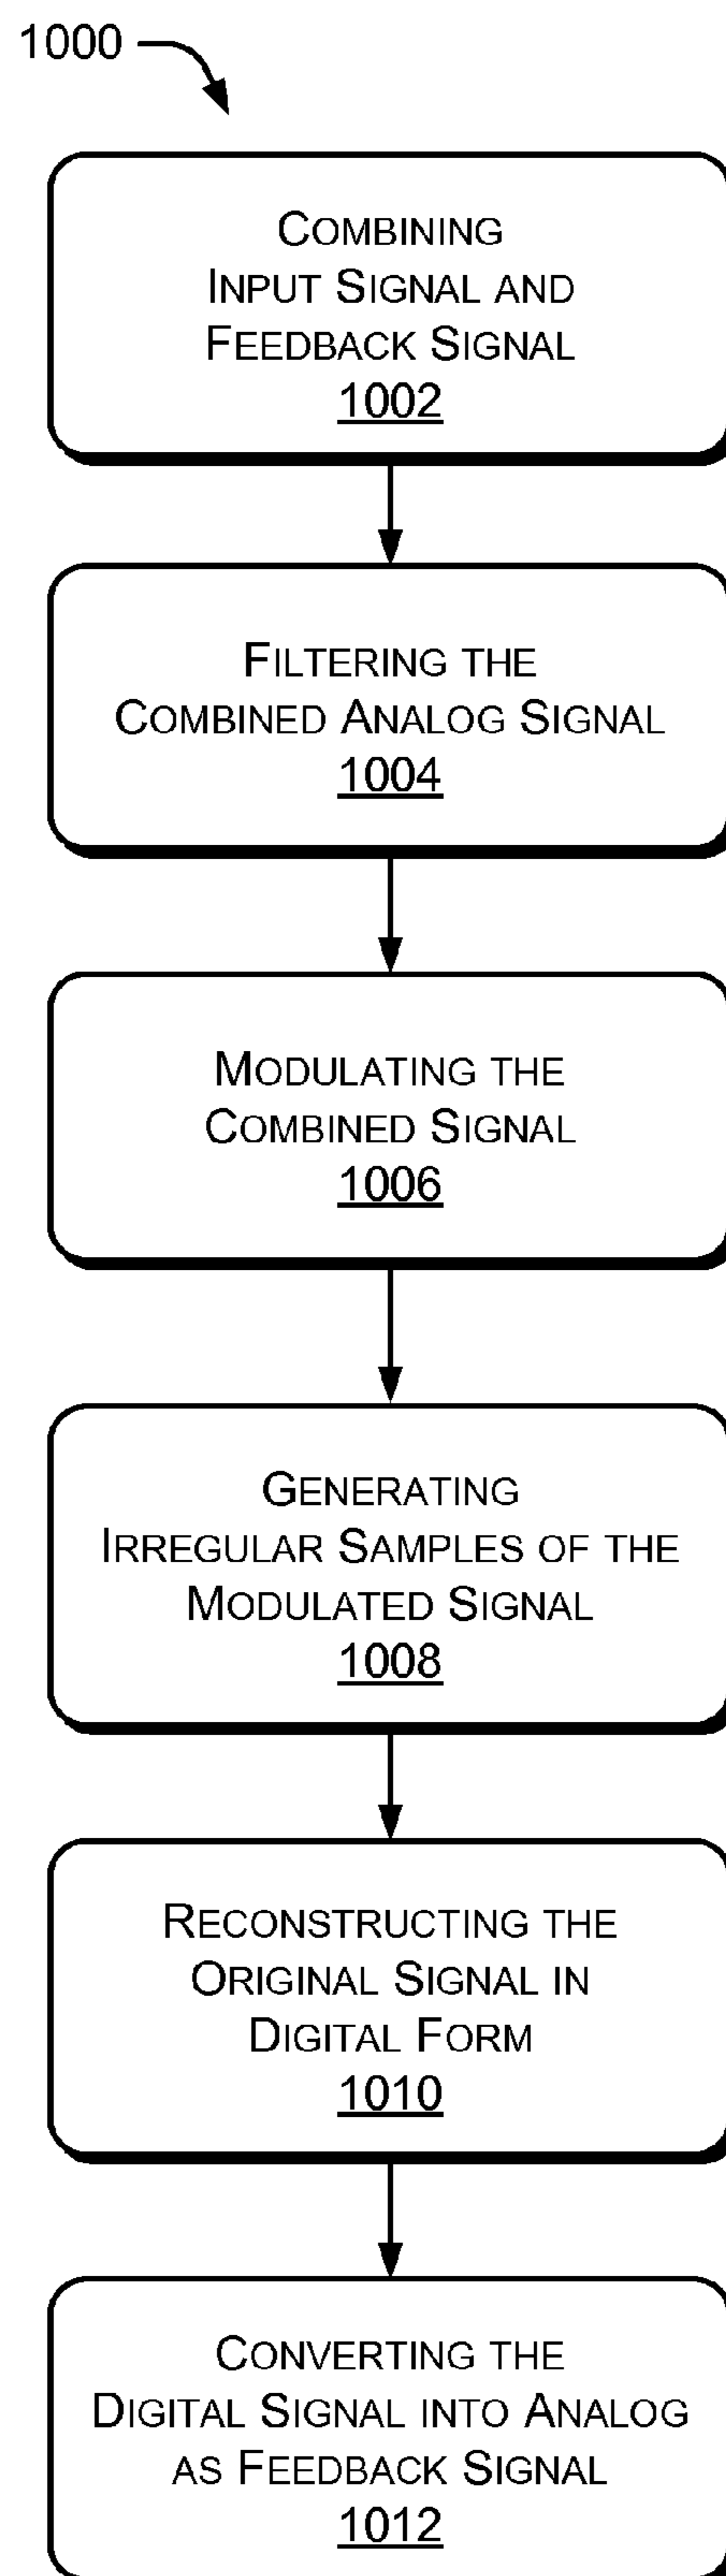 1000
COMBINING
INPUT SIGNAL AND
FEEDBACK SIGNAL
1002
FILTERING THE
COMBINED ANALOG SIGNAL
1004
MODULATING THE
COMBINED SIGNAL
1006
GENERATING
IRREGULAR SAMPLES OF THE
MODULATED SIGNAL
1008
RECONSTRUCTING THE
ORIGINAL SIGNAL IN
DIGITAL FORM
1010
CONVERTING THE
DIGITAL SIGNAL INTO ANALOG
AS FEEDBACK SIGNAL
1012